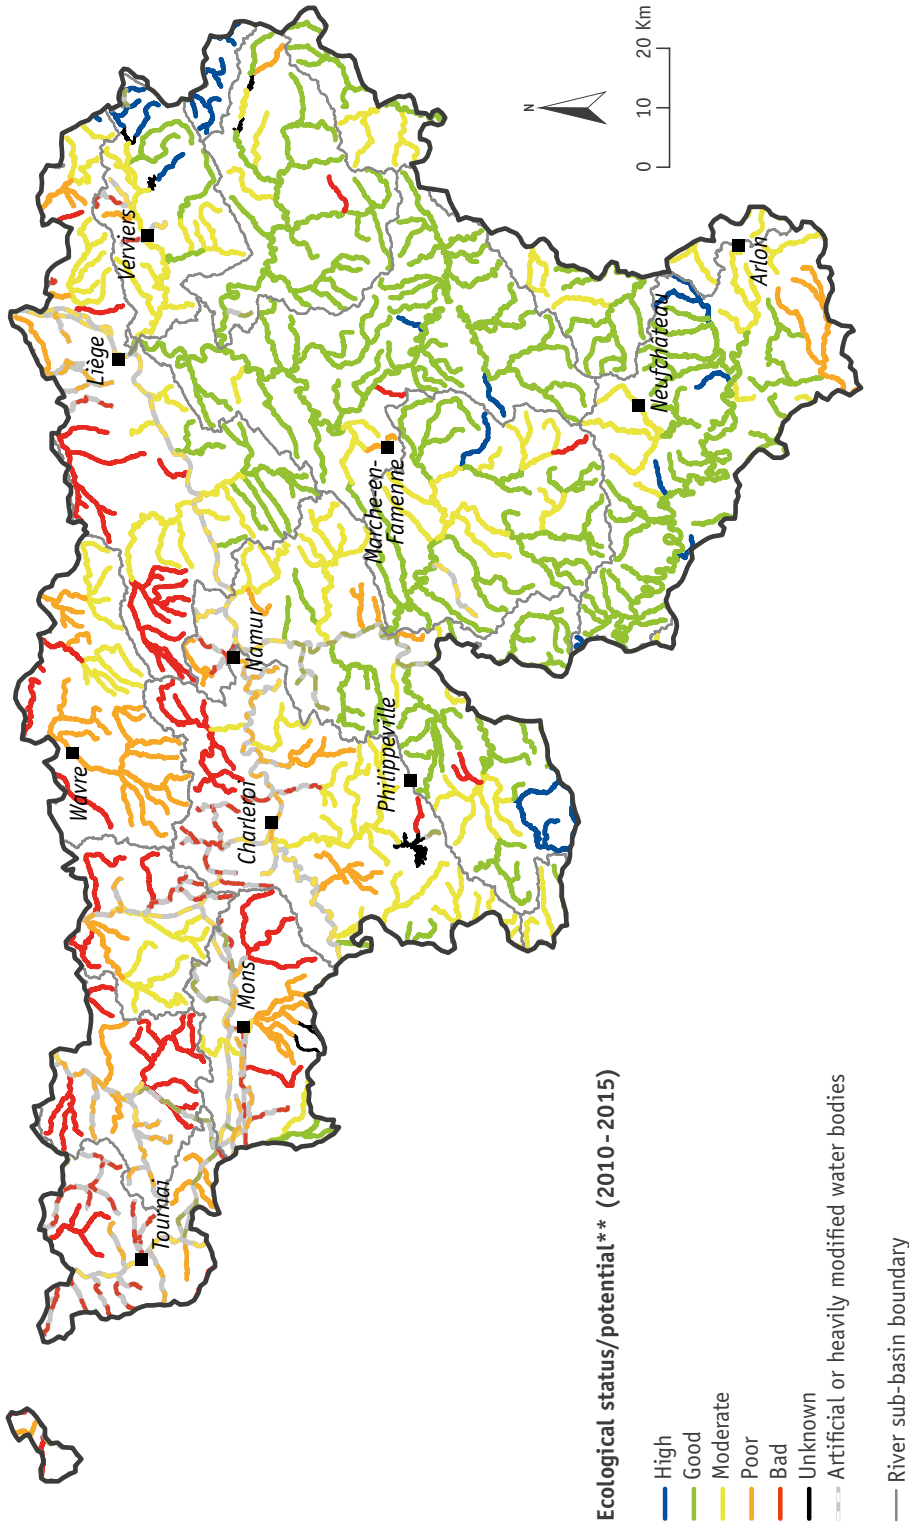 Tournai
Mons
Wavre
Charleroi
Namur
Philippeville
Marche-en-
Famenne
Liège
Verviers
Neufchâteau
Arlon
N
0 10 20 Km
Ecological status/potential** (2010-2015)
High
Good
Moderate
Poor
Bad
Unknown
Artificial or heavily modified water bodies
River sub-basin boundary